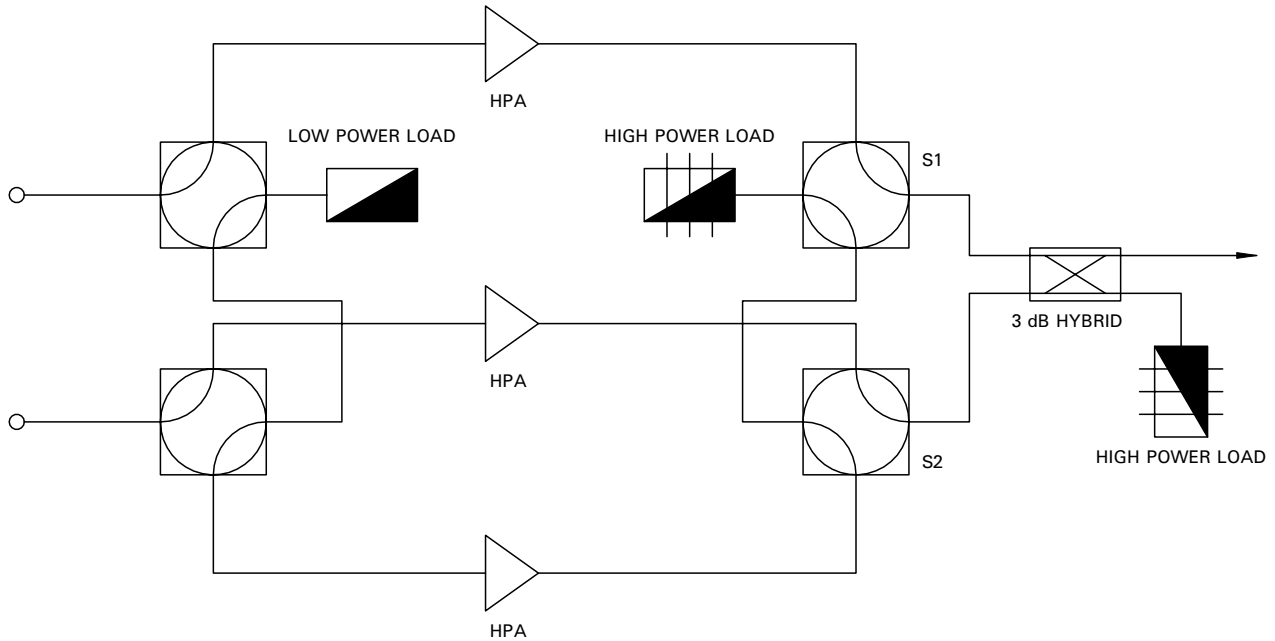 HPA
LOW POWER LOAD
HIGH POWER LOAD
S1
3 dB HYBRID
HPA
HIGH POWER LOAD
S2
HPA